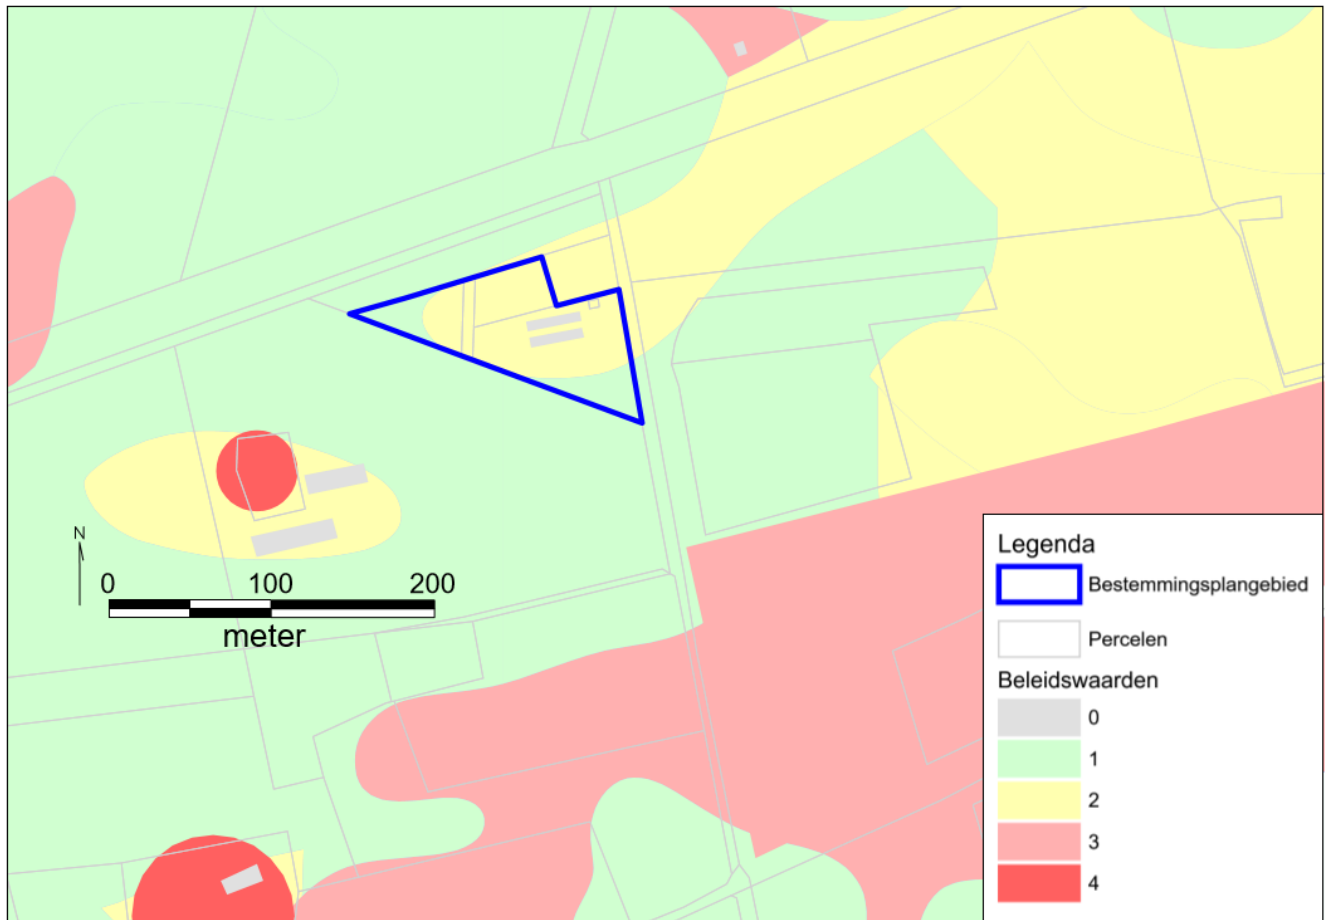 N
0 100 200
meter
Legenda
Bestemmingsplangebied
Percelen
Beleidswaarden
0
1
2
3
4